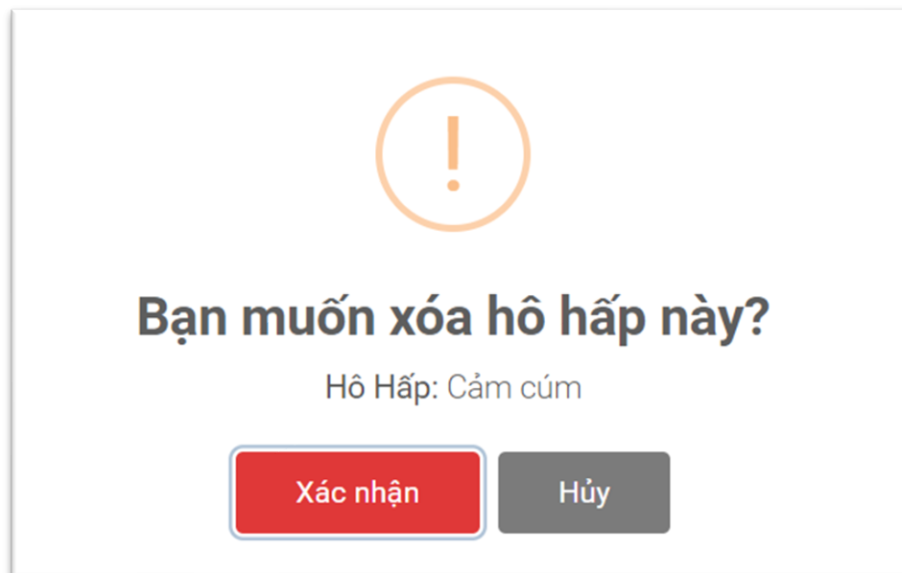 Bạn muốn xóa hô hấp này?
Hô Hấp: Cảm cúm
Xác nhận Hủy